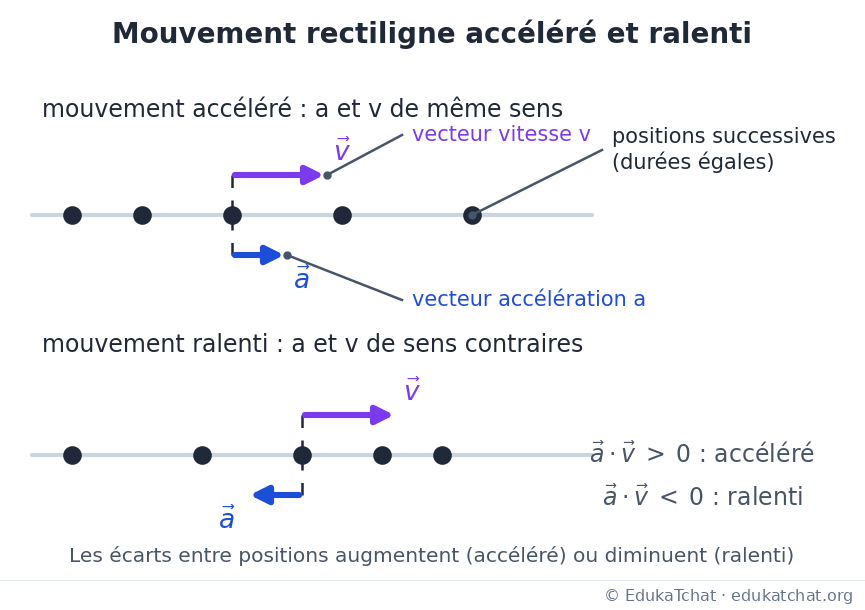 Mouvement rectiligne accéléré et ralenti
mouvement accéléré : a et v de même sens
v⃗
vecteur vitesse v
positions successives
(durées égales)
a⃗
vecteur accélération a
mouvement ralenti : a et v de sens contraires
v⃗
a⃗ · v⃗ > 0 : accéléré
a⃗ · v⃗ < 0 : ralenti
a⃗
Les écarts entre positions augmentent (accéléré) ou diminuent (ralenti)
© EdukaTchat · edukatchat.org